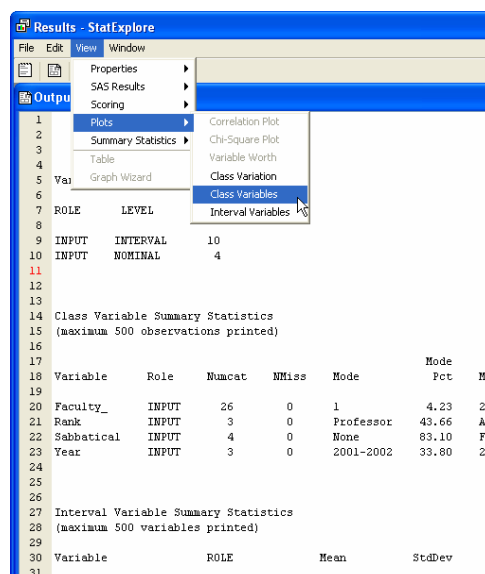 Results - StatExplore
File Edit View Window
Properties
SAS Results
Scoring
Plots
Summary Statistics
Table
Graph Wizard
Correlation Plot
Chi-Square Plot
Variable Worth
Class Variation
Class Variables
Interval Variables
Outpu
1
2
3
4
5 Va
6
7 ROLE LEVEL
8
9 INPUT INTERVAL 10
10 INPUT NOMINAL 4
11
12
13
14 Class Variable Summary Statistics
15 (maximum 500 observations printed)
16
17 Mode
18 Variable Role Numcat NMiss Mode Pct M
19
20 Faculty_ INPUT 26 0 1 4.23 2
21 Rank INPUT 3 0 Professor 43.66 A
22 Sabbatical INPUT 4 0 None 83.10 F
23 Year INPUT 3 0 2001-2002 33.80 2
24
25
26
27 Interval Variable Summary Statistics
28 (maximum 500 variables printed)
29
30 Variable ROLE Mean StdDev
31